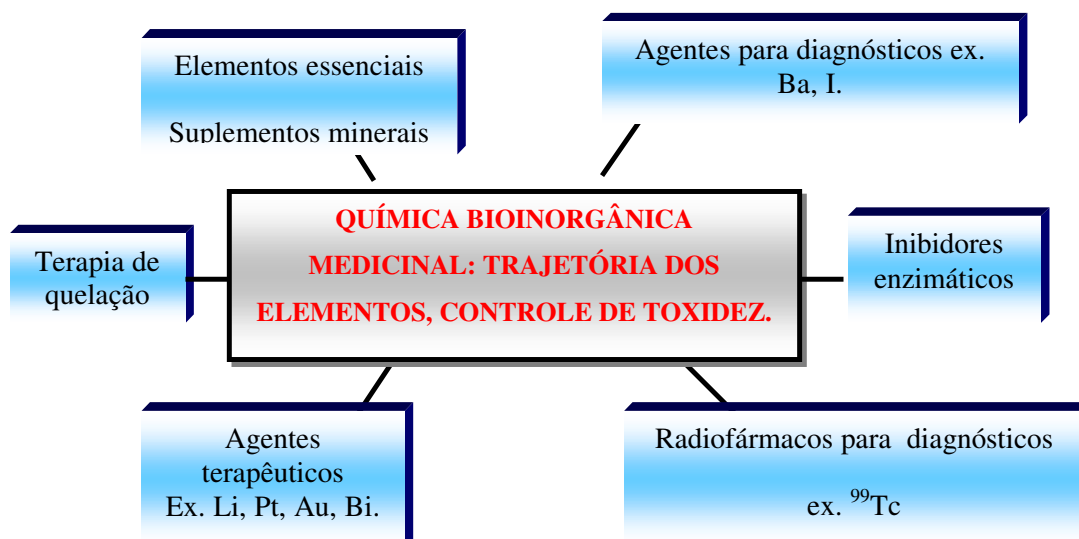 Elementos essenciais
Suplementos minerais
Agentes para diagnósticos ex.
Ba, I.
QUÍMICA BIOINORGÂNICA
MEDICINAL: TRAJETÓRIA DOS
ELEMENTOS, CONTROLE DE TOXIDEZ.
Terapia de
quelação
Inibidores
enzimáticos
Agentes
terapêuticos
Ex. Li, Pt, Au, Bi.
Radiofármacos para diagnósticos
ex. ⁹⁹Tc